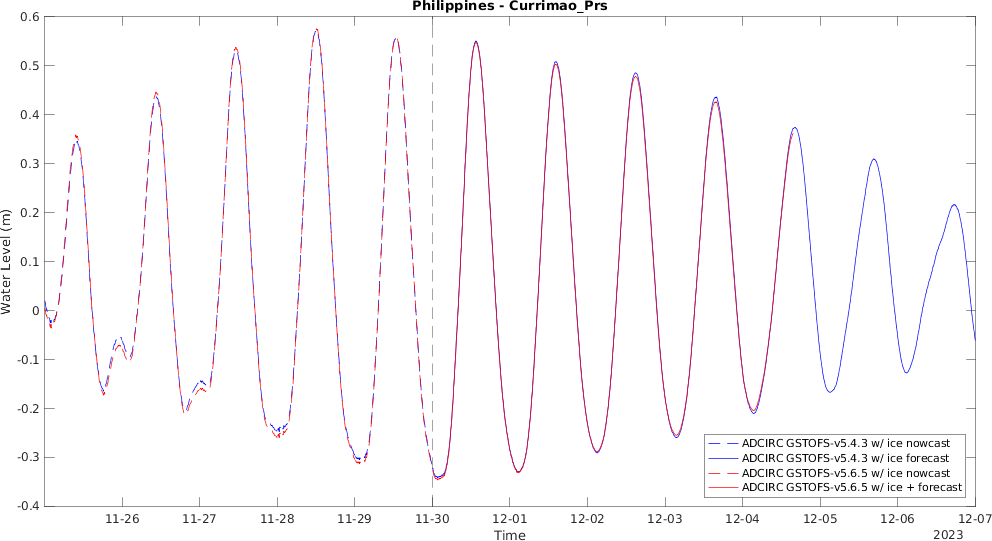 Philippines - Currimao_Prs
Water Level (m)
0.6
0.5
0.4
0.3
0.2
0.1
0
-0.1
-0.2
-0.3
-0.4
ADCIRC GSTOFS-v5.4.3 w/ ice nowcast
ADCIRC GSTOFS-v5.4.3 w/ ice forecast
ADCIRC GSTOFS-v5.6.5 w/ ice nowcast
ADCIRC GSTOFS-v5.6.5 w/ ice + forecast
11-26 11-27 11-28 11-29 11-30 12-01 12-02 12-03 12-04 12-05 12-06 12-07
Time
2023